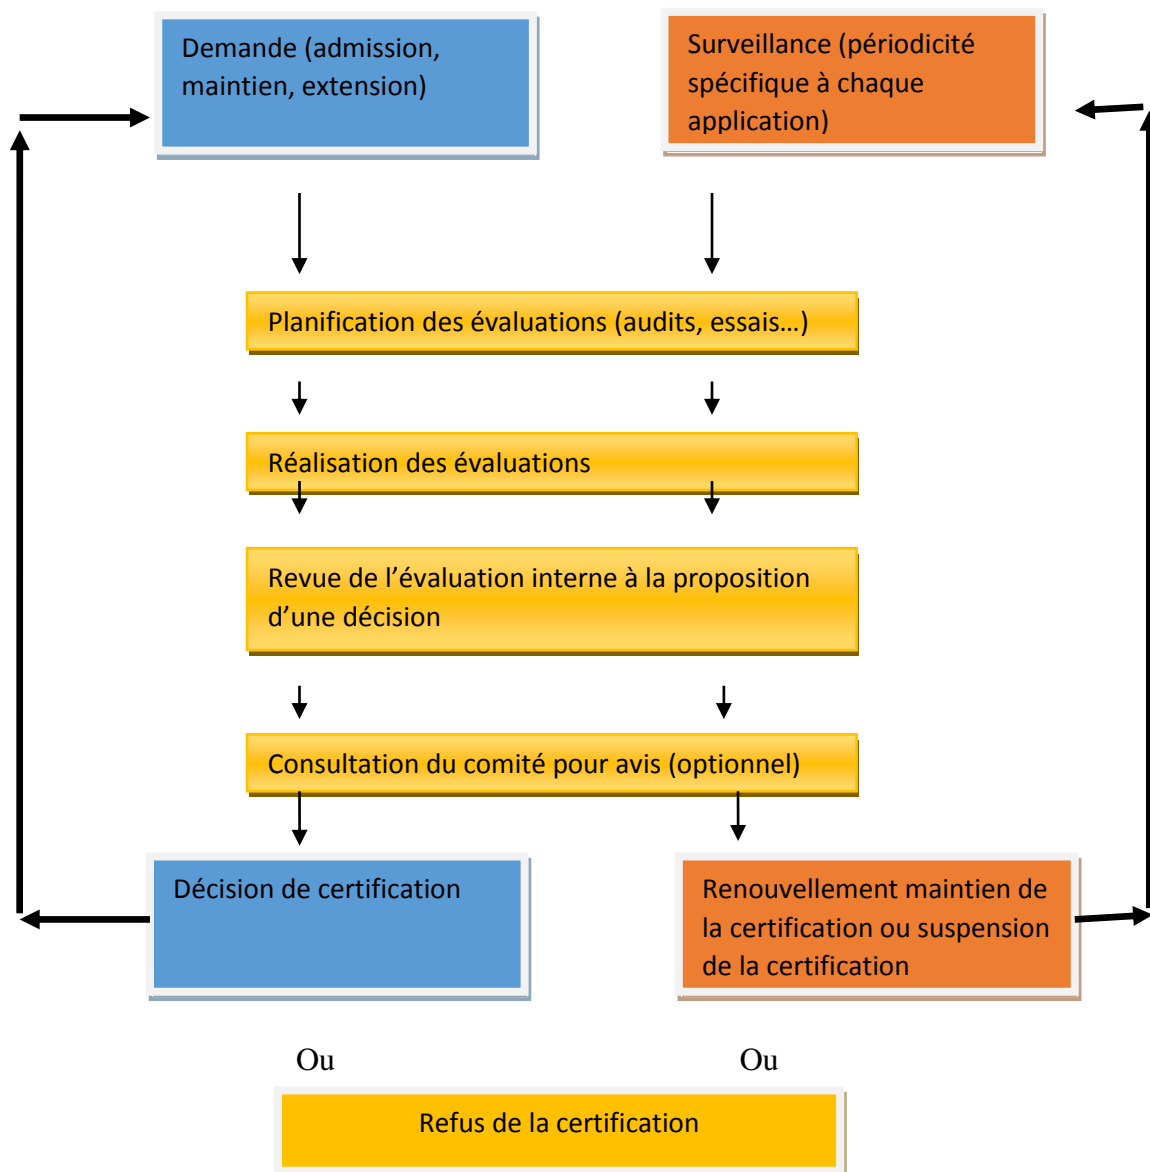 Demande (admission,
maintien, extension)
Surveillance (périodicité
spécifique à chaque
application)
Planification des évaluations (audits, essais…)
Réalisation des évaluations
Revue de l’évaluation interne à la proposition
d’une décision
Consultation du comité pour avis (optionnel)
Décision de certification
Renouvellement maintien de
la certification ou suspension
de la certification
Ou
Ou
Refus de la certification